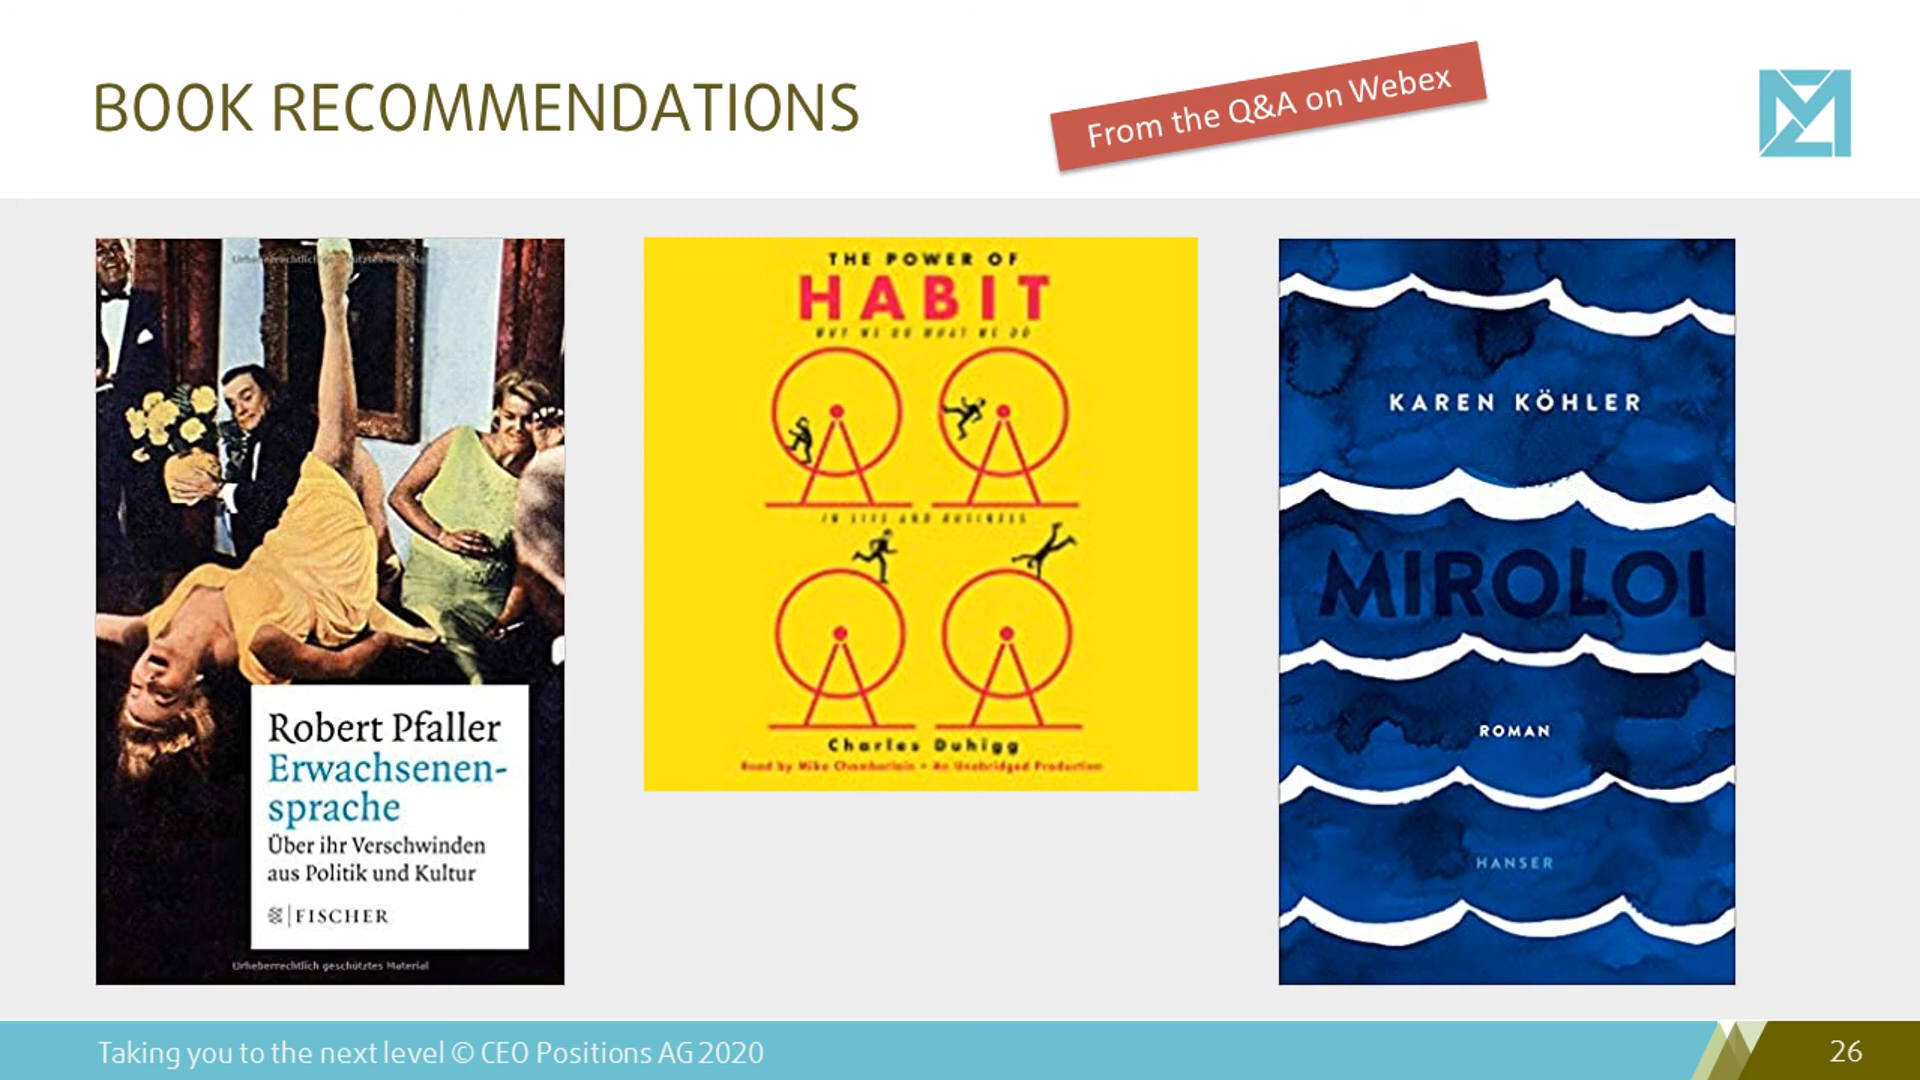 BOOK RECOMMENDATIONS
From the Q&A on Webex
Urheberrechtlich geschütztes Material
Robert Pfaller
Erwachsenen-
sprache
Über ihr Verschwinden
aus Politik und Kultur
FISCHER
Urheberrechtlich geschütztes Material
THE POWER OF
HABIT
WHY WE DO WHAT WE DO
IN LIFE AND BUSINESS
Charles Duhigg
Read by Mike Chamberlain • An Unabridged Production
KAREN KÖHLER
MIROLOI
ROMAN
HANSER
Taking you to the next level © CEO Positions AG 2020
26